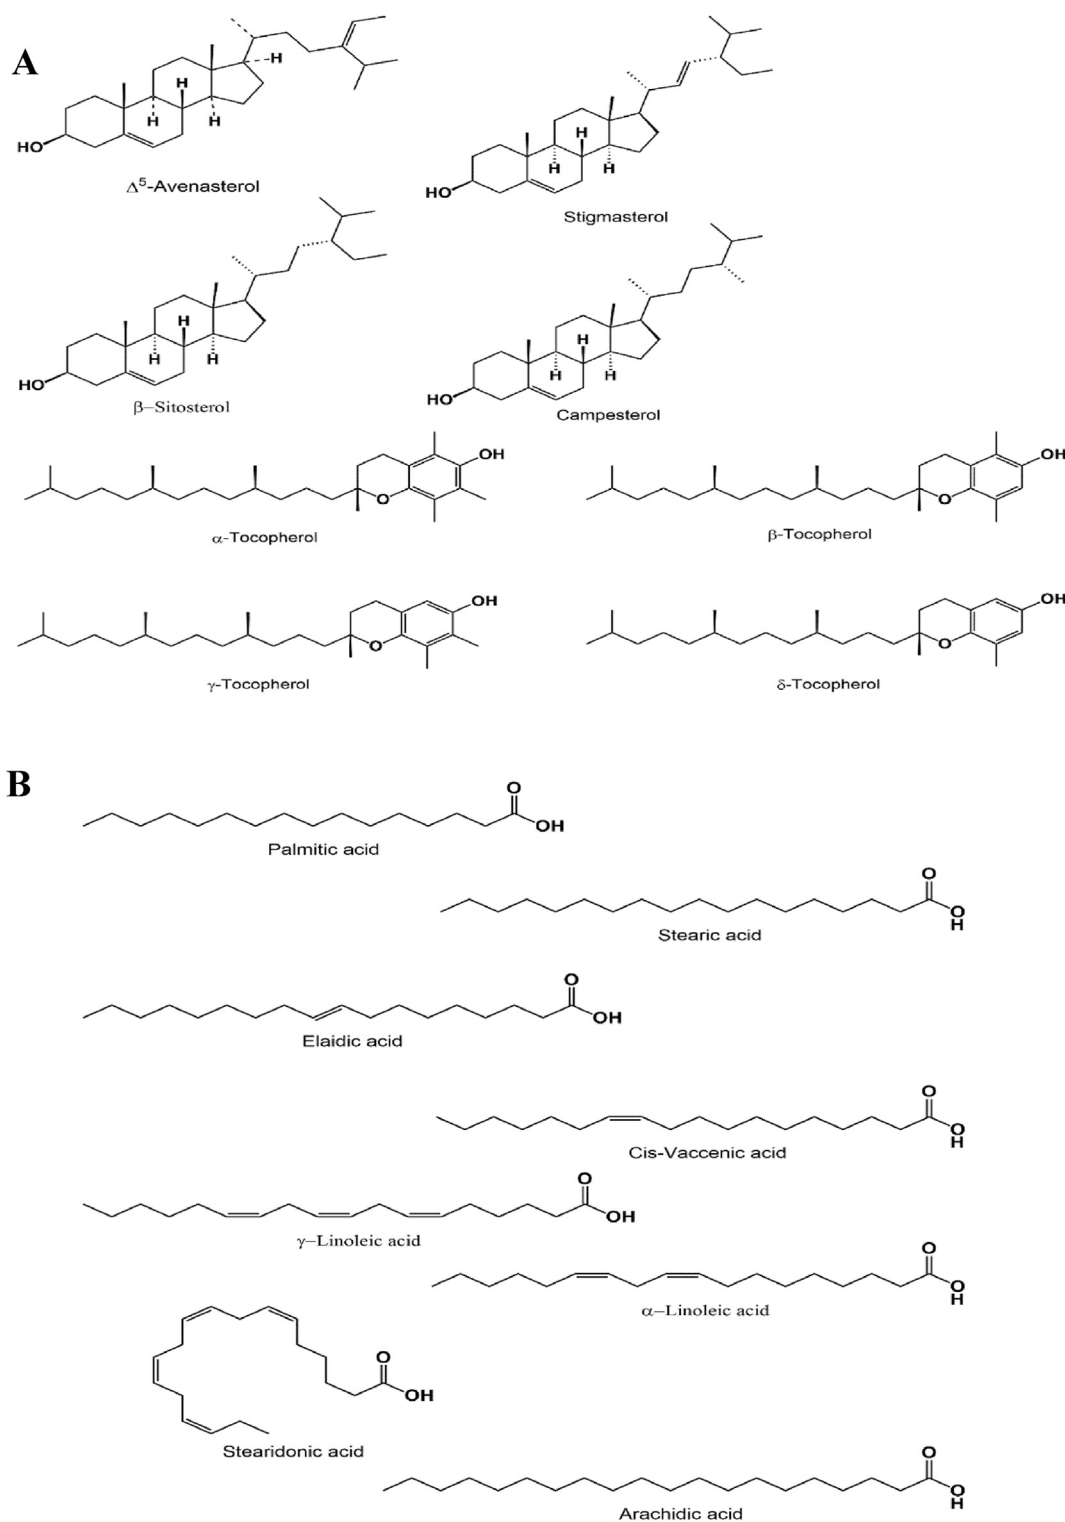 A
H
H
H
H
HO
Δ⁵-Avenasterol
H
H
H
HO
Stigmasterol
H
H
H
HO
β–Sitosterol
H
H
H
HO
Campesterol
OH
O
α-Tocopherol
OH
O
β-Tocopherol
OH
O
γ-Tocopherol
OH
O
δ-Tocopherol
B
O
OH
Palmitic acid
O
O
H
Stearic acid
O
OH
Elaidic acid
O
O
H
Cis-Vaccenic acid
O
OH
γ–Linoleic acid
O
O
H
α–Linoleic acid
O
OH
Stearidonic acid
O
O
H
Arachidic acid